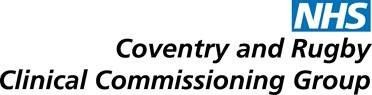 NHS
Coventry and Rugby
Clinical Commissioning Group